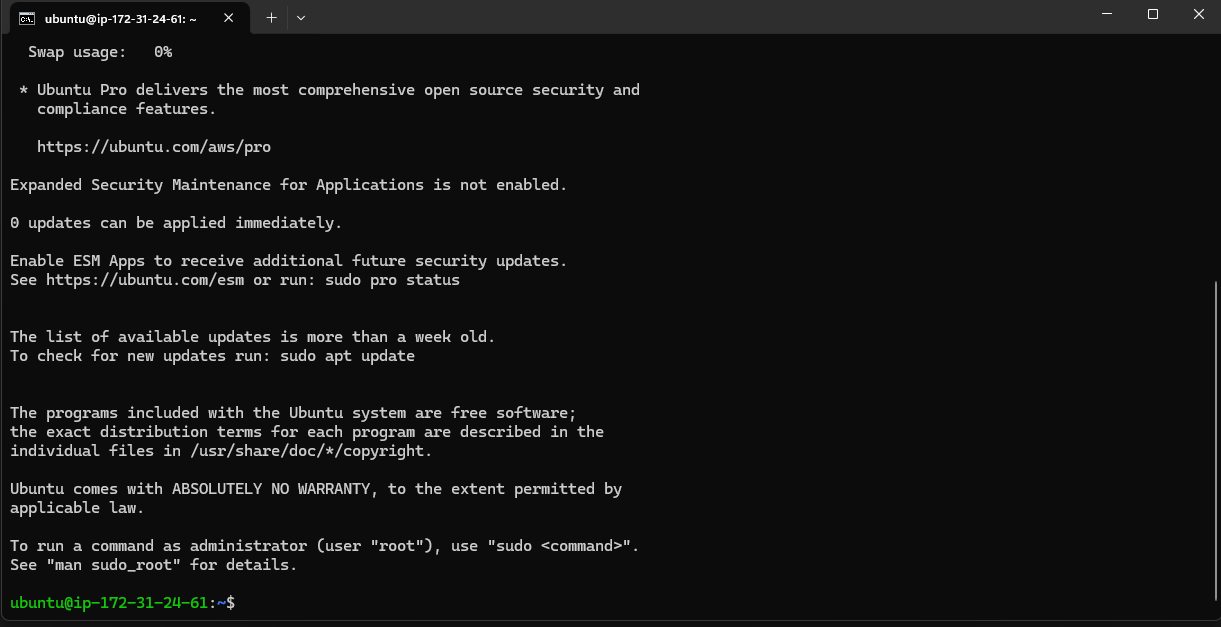 ubuntu@ip-172-31-24-61: ~
Swap usage:   0%
* Ubuntu Pro delivers the most comprehensive open source security and
compliance features.
https://ubuntu.com/aws/pro
Expanded Security Maintenance for Applications is not enabled.
0 updates can be applied immediately.
Enable ESM Apps to receive additional future security updates.
See https://ubuntu.com/esm or run: sudo pro status
The list of available updates is more than a week old.
To check for new updates run: sudo apt update
The programs included with the Ubuntu system are free software;
the exact distribution terms for each program are described in the
individual files in /usr/share/doc/*/copyright.
Ubuntu comes with ABSOLUTELY NO WARRANTY, to the extent permitted by
applicable law.
To run a command as administrator (user "root"), use "sudo <command>".
See "man sudo_root" for details.
ubuntu@ip-172-31-24-61:~$